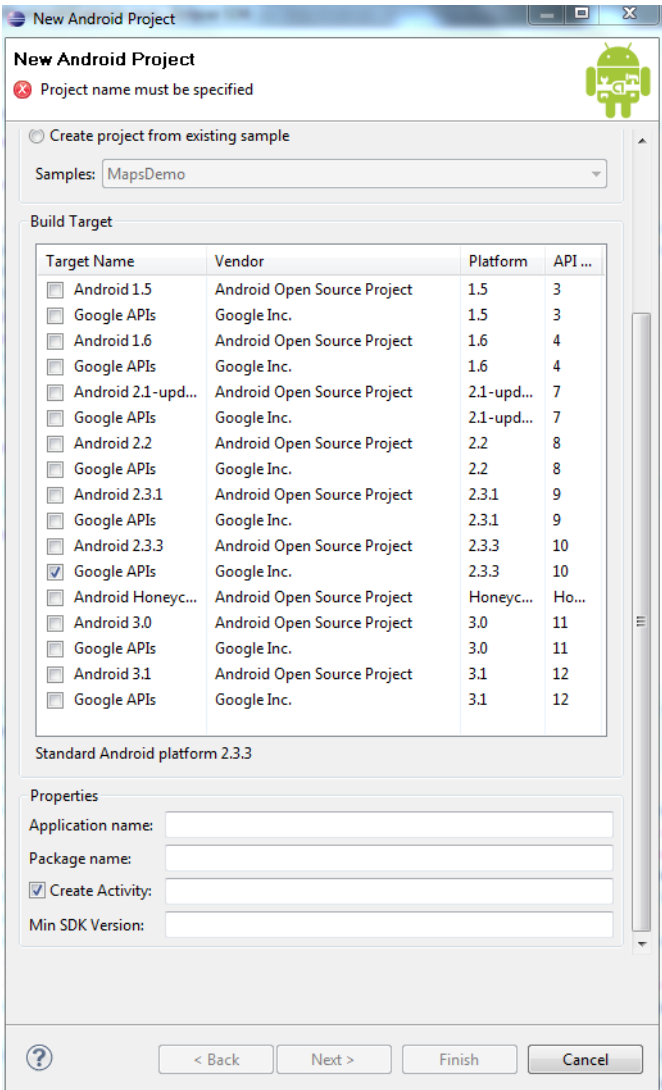 New Android Project
New Android Project
Project name must be specified
Create project from existing sample
Samples: MapsDemo
Build Target
Target Name Vendor Platform API ...
Android 1.5 Android Open Source Project 1.5 3
Google APIs Google Inc. 1.5 3
Android 1.6 Android Open Source Project 1.6 4
Google APIs Google Inc. 1.6 4
Android 2.1-upd... Android Open Source Project 2.1-upd... 7
Google APIs Google Inc. 2.1-upd... 7
Android 2.2 Android Open Source Project 2.2 8
Google APIs Google Inc. 2.2 8
Android 2.3.1 Android Open Source Project 2.3.1 9
Google APIs Google Inc. 2.3.1 9
Android 2.3.3 Android Open Source Project 2.3.3 10
Google APIs Google Inc. 2.3.3 10
Android Honeyc... Android Open Source Project Honeyc... Ho...
Android 3.0 Android Open Source Project 3.0 11
Google APIs Google Inc. 3.0 11
Android 3.1 Android Open Source Project 3.1 12
Google APIs Google Inc. 3.1 12
Standard Android platform 2.3.3
Properties
Application name:
Package name:
Create Activity:
Min SDK Version:
? < Back Next > Finish Cancel